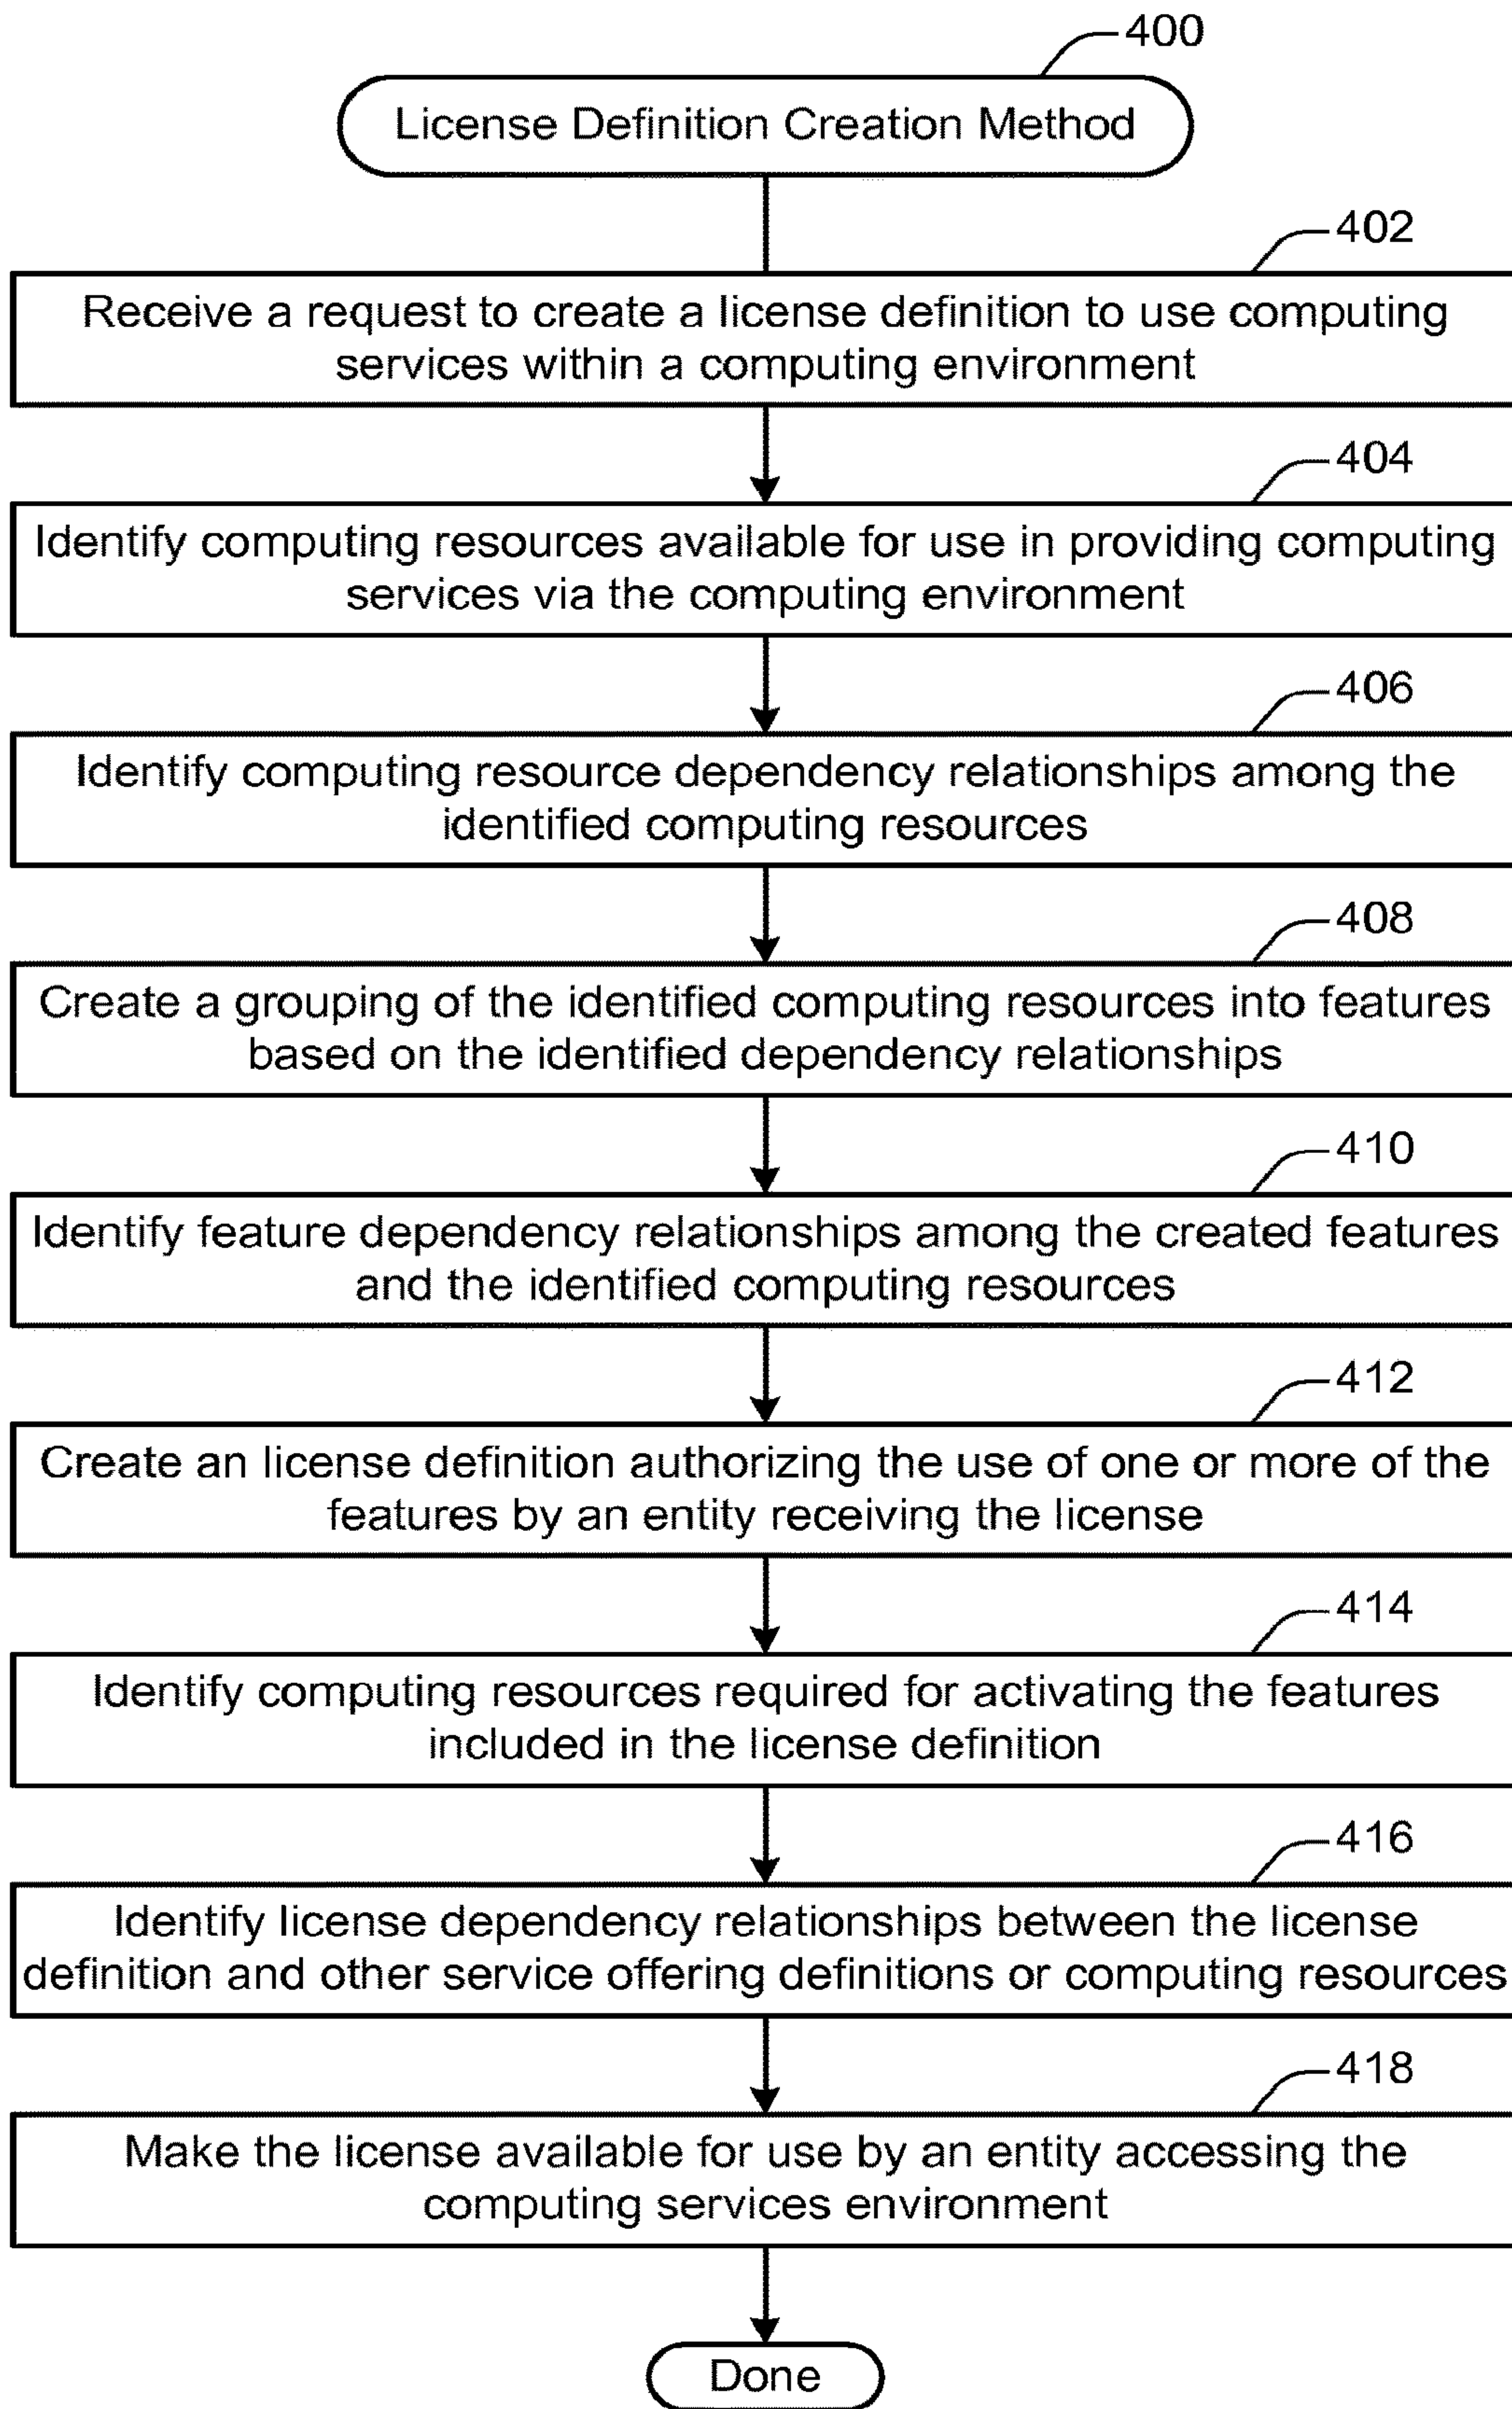 400
License Definition Creation Method
402
Receive a request to create a license definition to use computing
services within a computing environment
404
Identify computing resources available for use in providing computing
services via the computing environment
406
Identify computing resource dependency relationships among the
identified computing resources
408
Create a grouping of the identified computing resources into features
based on the identified dependency relationships
410
Identify feature dependency relationships among the created features
and the identified computing resources
412
Create an license definition authorizing the use of one or more of the
features by an entity receiving the license
414
Identify computing resources required for activating the features
included in the license definition
416
Identify license dependency relationships between the license
definition and other service offering definitions or computing resources
418
Make the license available for use by an entity accessing the
computing services environment
Done